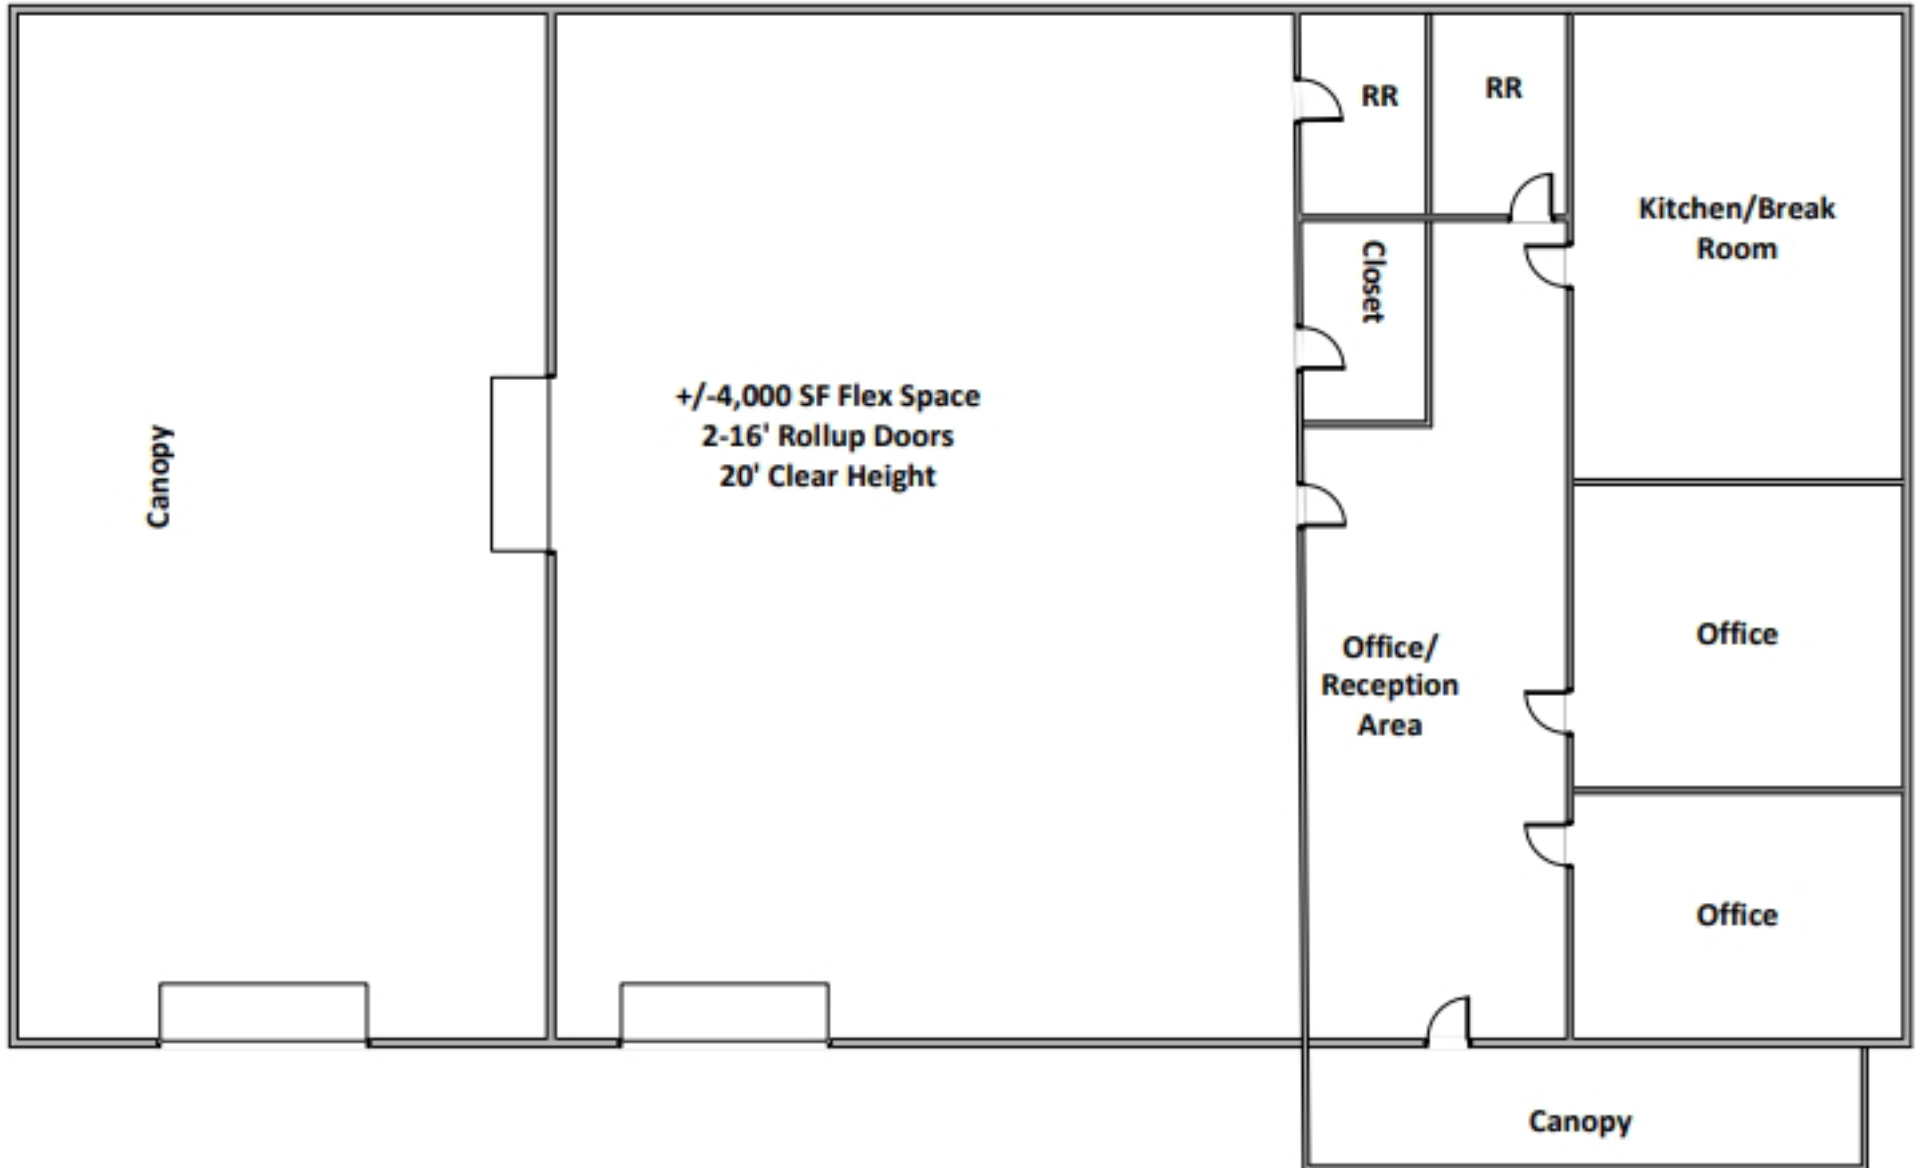 RR
RR
Kitchen/Break
Room
Closet
Canopy
+/-4,000 SF Flex Space
2-16' Rollup Doors
20' Clear Height
Office/
Reception
Area
Office
Office
Canopy